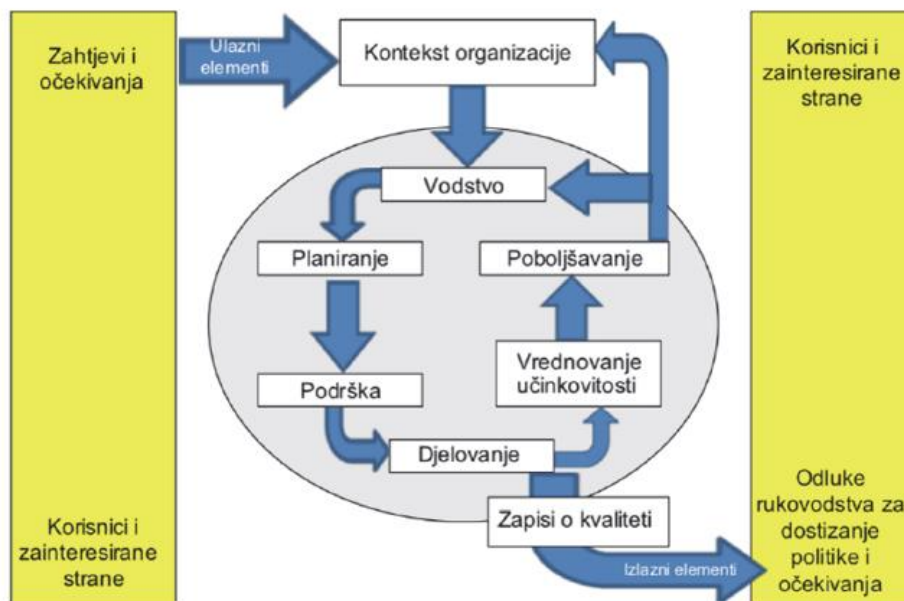 Zahtjevi i
očekivanja
Korisnici i
zainteresirane
strane
Ulazni
elementi
Kontekst organizacije
Vodstvo
Planiranje
Poboljšavanje
Podrška
Vrednovanje
učinkovitosti
Djelovanje
Zapisi o kvaliteti
Izlazni elementi
Korisnici i
zainteresirane
strane
Odluke
rukovodstva za
dostizanje
politike i
očekivanja